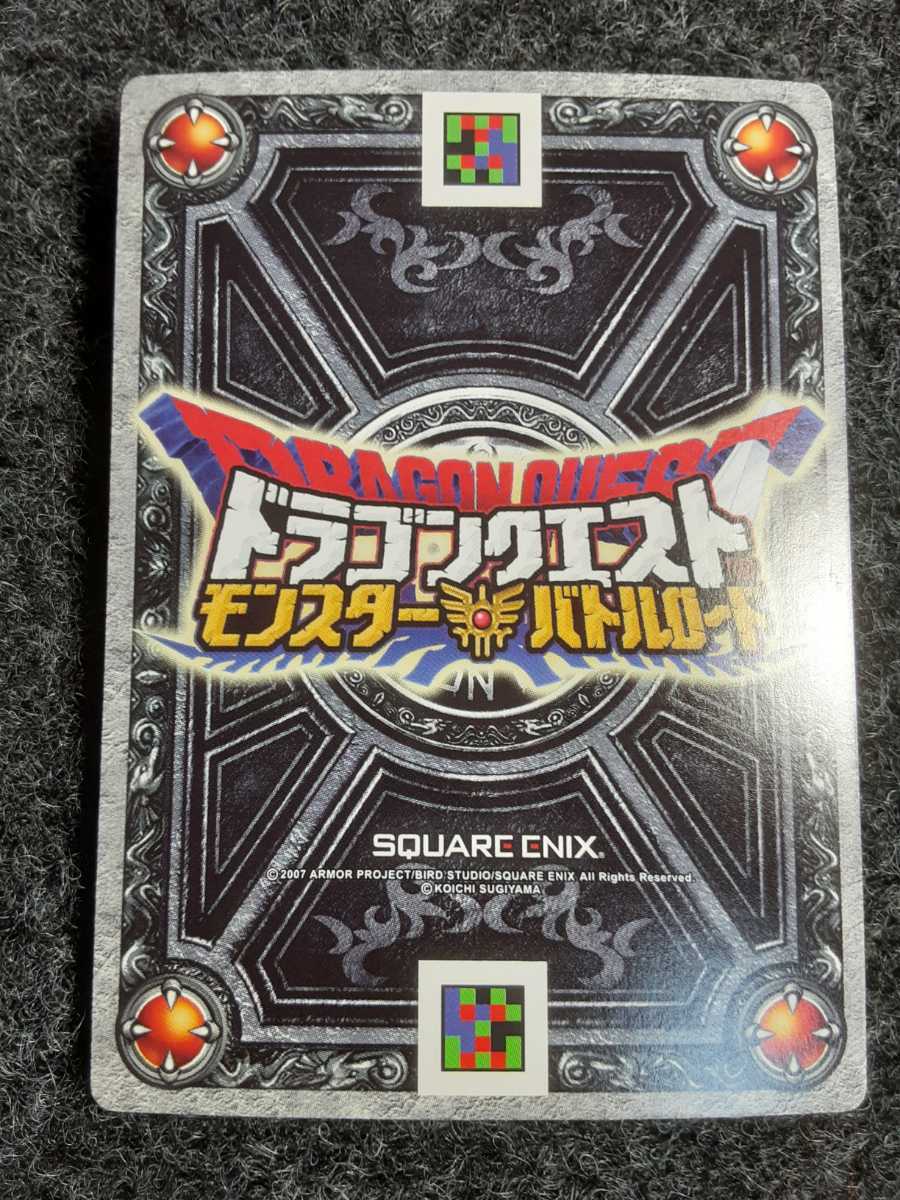 DRAGON QUEST
ドラゴンクエスト
モンスター バトルロード
SQUARE ENIX®
©2007 ARMOR PROJECT/BIRD STUDIO/SQUARE ENIX All Rights Reserved.
©KOICHI SUGIYAMA